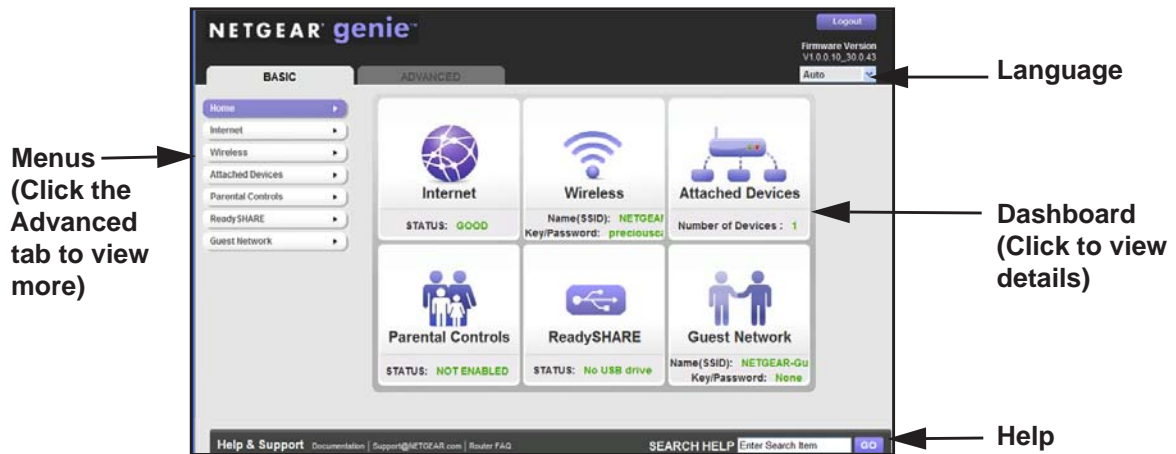 NETGEAR® genie™
Logout
Firmware Version
V1.0.0.10_30.0.43
Auto
BASIC
ADVANCED
Home
Internet
Wireless
Attached Devices
Parental Controls
ReadySHARE
Guest Network
Internet
STATUS: GOOD
Wireless
Name(SSID): NETGEAR
Key/Password: preciousca
Attached Devices
Number of Devices : 1
Parental Controls
STATUS: NOT ENABLED
ReadySHARE
STATUS: No USB drive
Guest Network
Name(SSID): NETGEAR-Gu
Key/Password: None
Help & Support Documentation | Support@NETGEAR.com | Router FAQ
SEARCH HELP Enter Search Item GO
Menus
(Click the
Advanced
tab to view
more)
Language
Dashboard
(Click to view
details)
Help